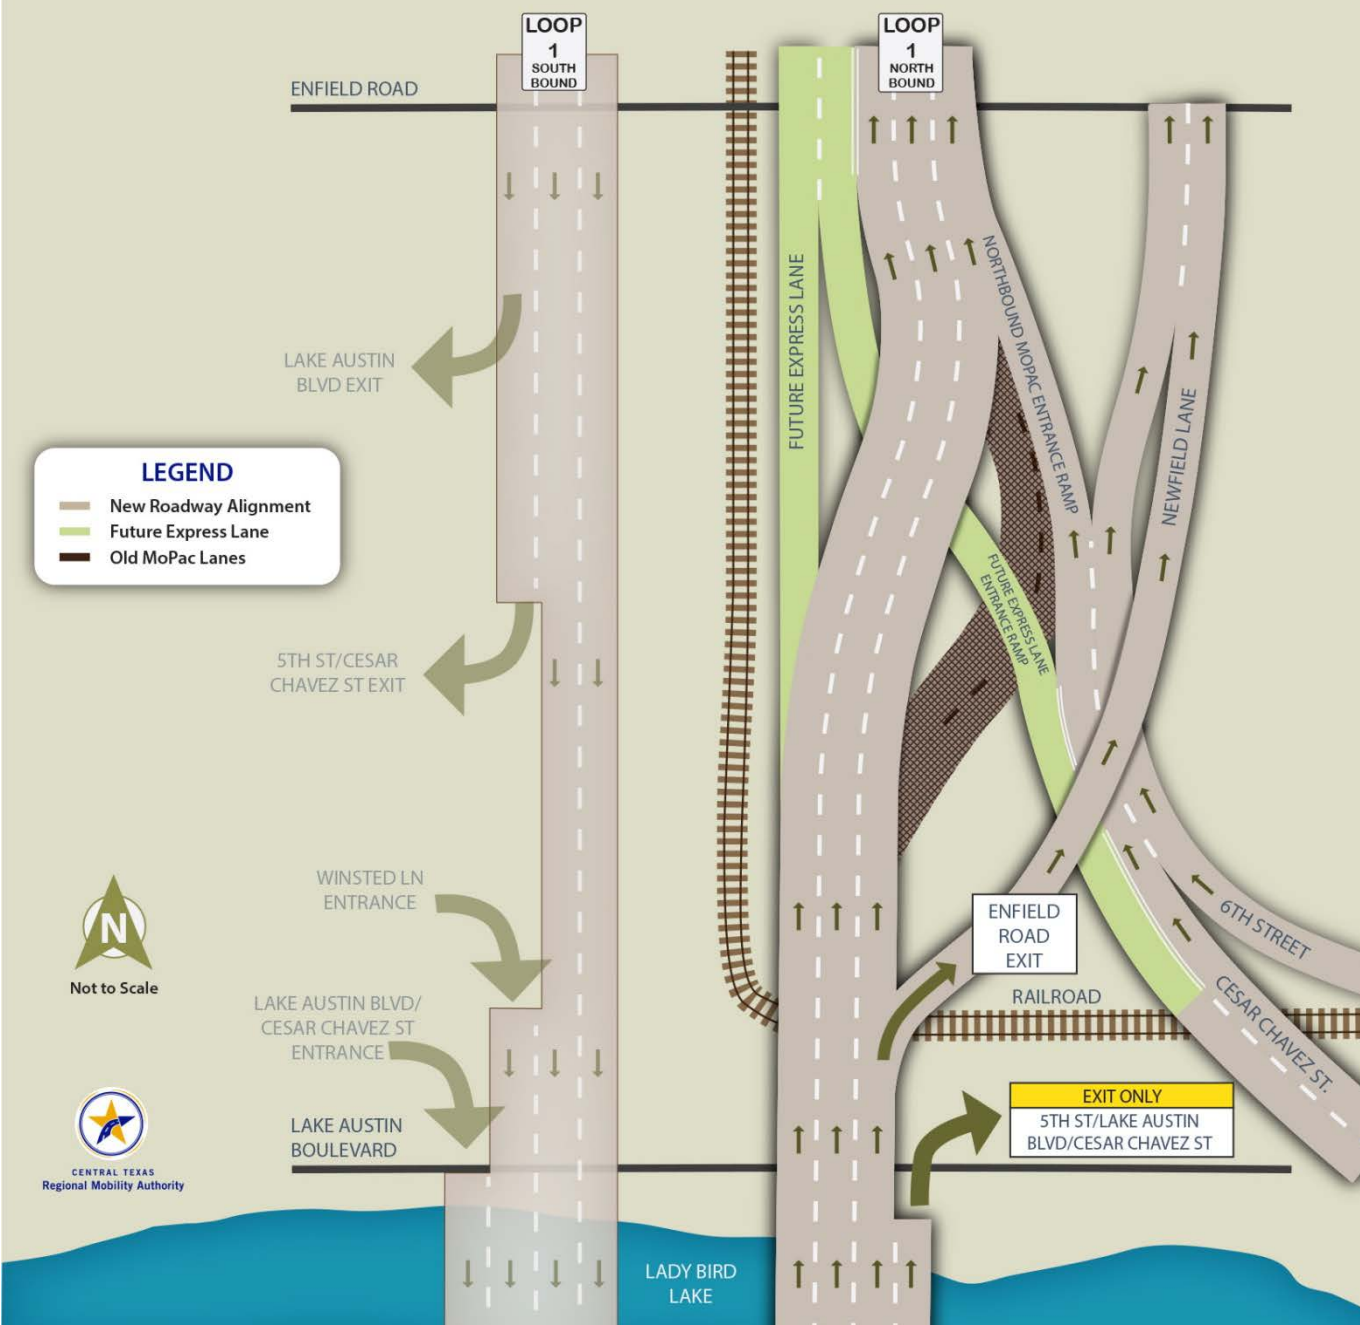 LOOP
1
SOUTH
BOUND
LOOP
1
NORTH
BOUND
ENFIELD ROAD
LAKE AUSTIN
BLVD EXIT
FUTURE EXPRESS LANE
NORTHBOUND MOPAC ENTRANCE RAMP
NEWFIELD LANE
LEGEND
New Roadway Alignment
Future Express Lane
Old MoPac Lanes
FUTURE EXPRESS LANE
ENTRANCE RAMP
5TH ST/CESAR
CHAVEZ ST EXIT
WINSTED LN
ENTRANCE
N
Not to Scale
ENFIELD
ROAD
EXIT
6TH STREET
CESAR CHAVEZ ST.
RAILROAD
LAKE AUSTIN BLVD/
CESAR CHAVEZ ST
ENTRANCE
EXIT ONLY
5TH ST/LAKE AUSTIN
BLVD/CESAR CHAVEZ ST
LAKE AUSTIN
BOULEVARD
CENTRAL TEXAS
Regional Mobility Authority
LADY BIRD
LAKE